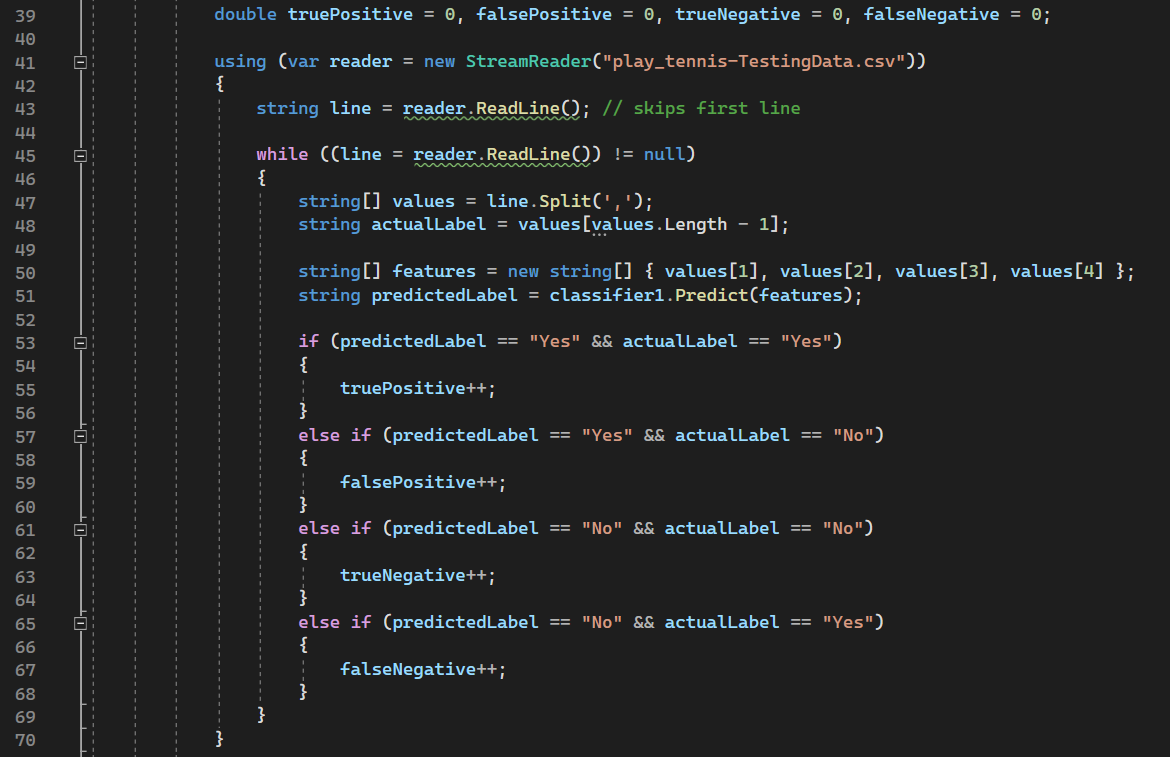 39 double truePositive = 0, falsePositive = 0, trueNegative = 0, falseNegative = 0;
40
41 using (var reader = new StreamReader("play_tennis-TestingData.csv"))
42 {
43 string line = reader.ReadLine(); // skips first line
44
45 while ((line = reader.ReadLine()) != null)
46 {
47 string[] values = line.Split(',');
48 string actualLabel = values[values.Length - 1];
49
50 string[] features = new string[] { values[1], values[2], values[3], values[4] };
51 string predictedLabel = classifier1.Predict(features);
52
53 if (predictedLabel == "Yes" && actualLabel == "Yes")
54 {
55 truePositive++;
56 }
57 else if (predictedLabel == "Yes" && actualLabel == "No")
58 {
59 falsePositive++;
60 }
61 else if (predictedLabel == "No" && actualLabel == "No")
62 {
63 trueNegative++;
64 }
65 else if (predictedLabel == "No" && actualLabel == "Yes")
66 {
67 falseNegative++;
68 }
69 }
70 }